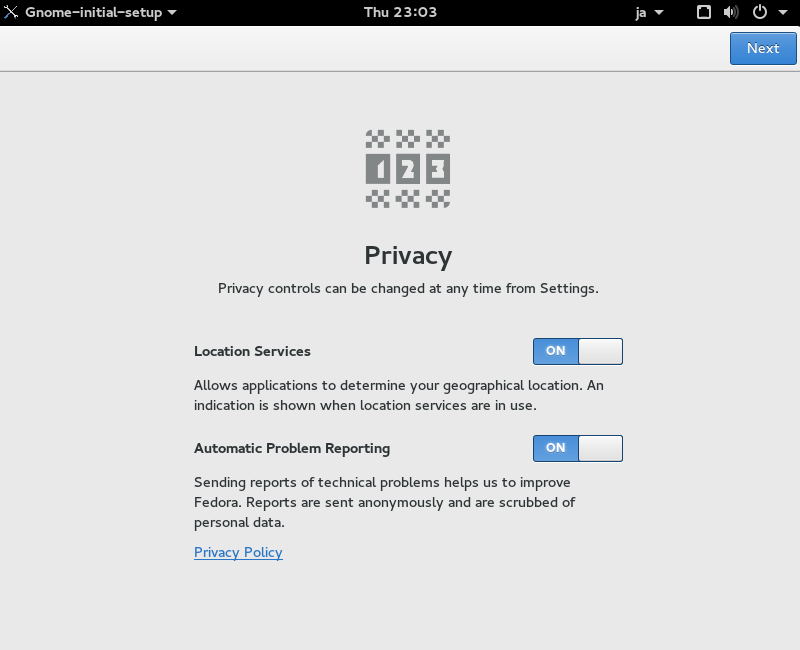 Gnome-initial-setup Thu 23:03 ja
Next
1 2 3
Privacy
Privacy controls can be changed at any time from Settings.
Location Services ON
Allows applications to determine your geographical location. An
indication is shown when location services are in use.
Automatic Problem Reporting ON
Sending reports of technical problems helps us to improve
Fedora. Reports are sent anonymously and are scrubbed of
personal data.
Privacy Policy